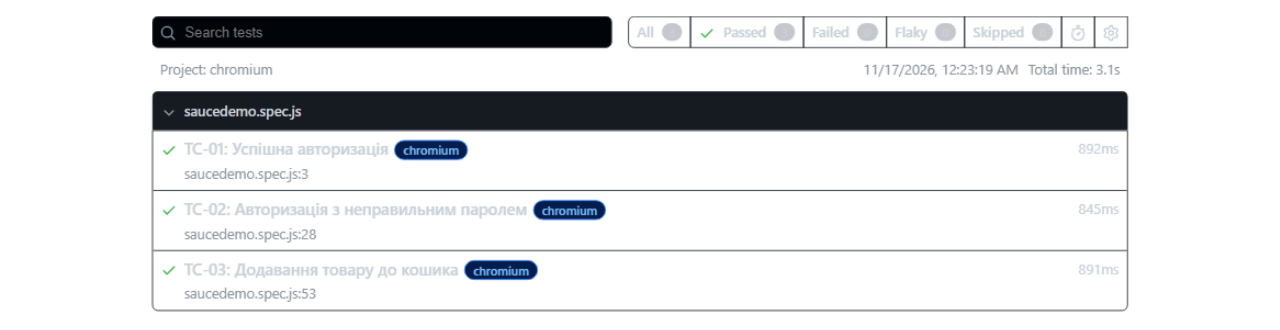 Search tests
All Passed Failed Flaky Skipped
Project: chromium 11/17/2026, 12:23:19 AM Total time: 3.1s
saucedemo.spec.js
TC-01: Успішна авторизація chromium 892ms
saucedemo.spec.js:3
TC-02: Авторизація з неправильним паролем chromium 845ms
saucedemo.spec.js:28
TC-03: Додавання товару до кошика chromium 891ms
saucedemo.spec.js:53